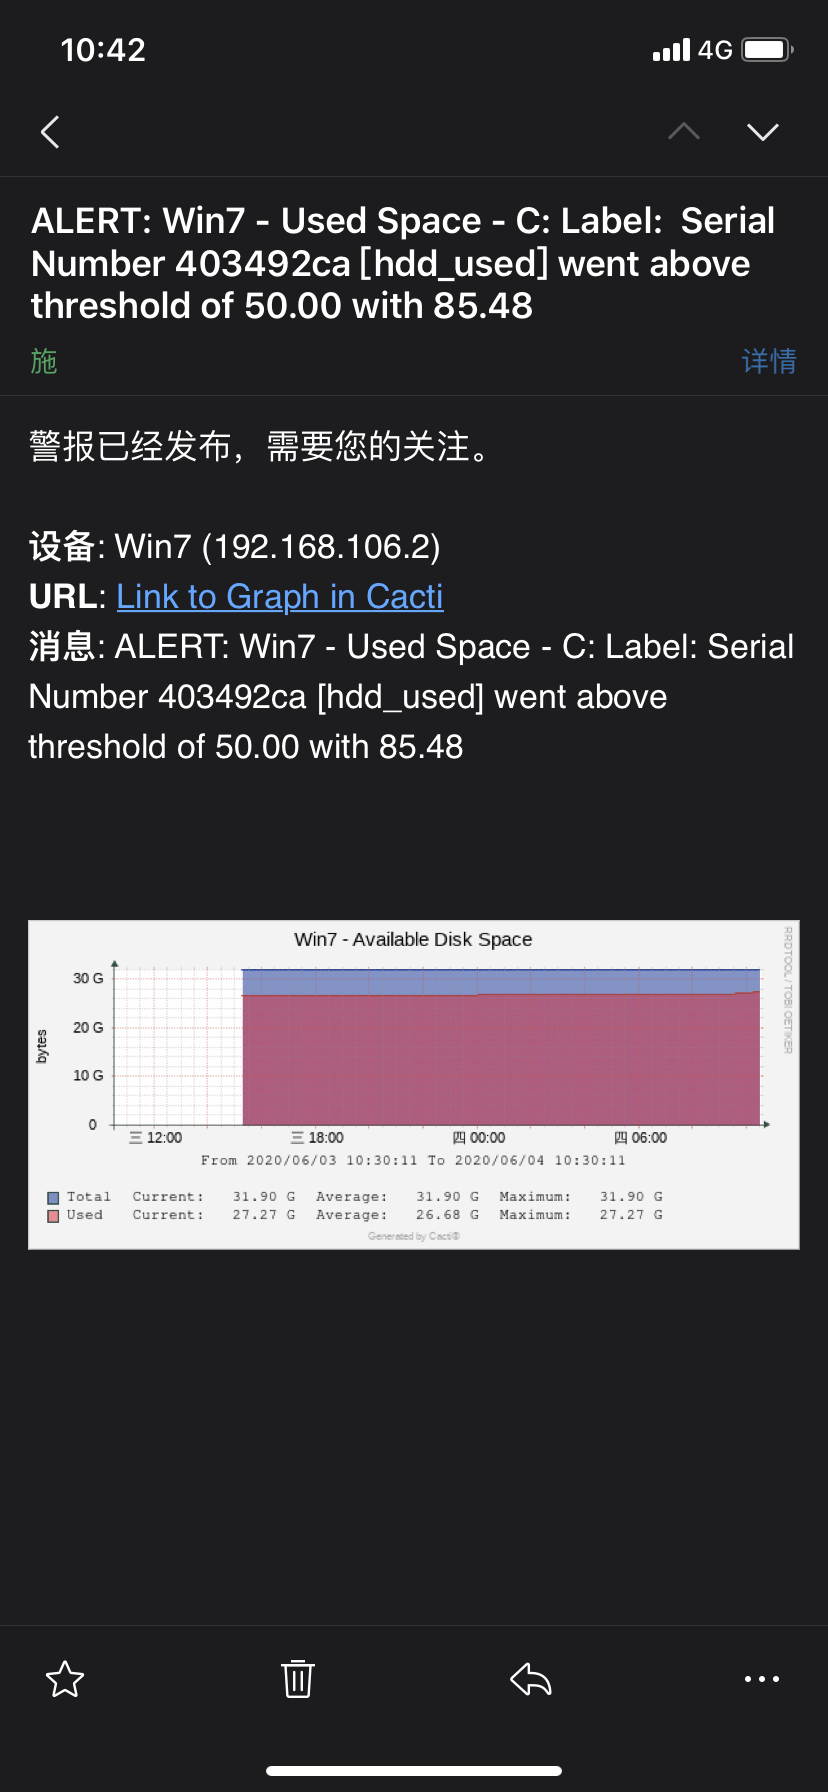 10:42
4G
ALERT: Win7 - Used Space - C: Label:  Serial
Number 403492ca [hdd_used] went above
threshold of 50.00 with 85.48
施
详情
警报已经发布，需要您的关注。
设备: Win7 (192.168.106.2)
URL: Link to Graph in Cacti
消息: ALERT: Win7 - Used Space - C: Label: Serial
Number 403492ca [hdd_used] went above
threshold of 50.00 with 85.48
Win7 - Available Disk Space
RRDTOOL / TOBI OETIKER
bytes
30 G
20 G
10 G
0
三 12:00 三 18:00 四 00:00 四 06:00
From 2020/06/03 10:30:11 To 2020/06/04 10:30:11
Total Current: 31.90 G Average: 31.90 G Maximum: 31.90 G
Used Current: 27.27 G Average: 26.68 G Maximum: 27.27 G
Generated by Cacti®